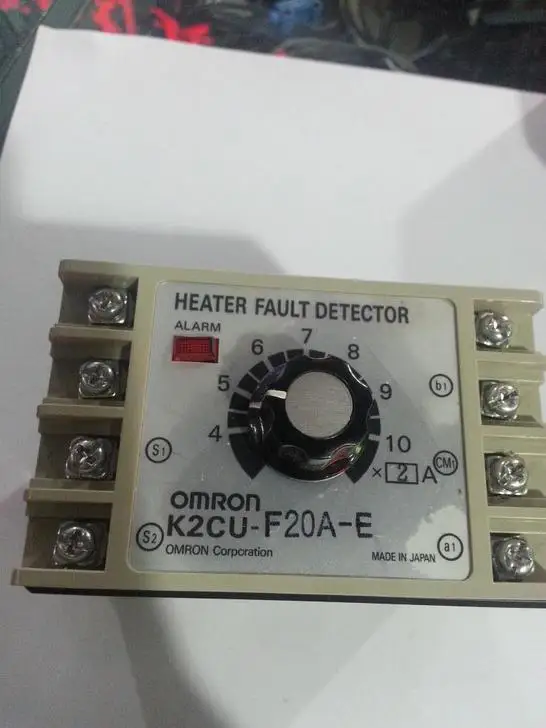 HEATER FAULT DETECTOR
ALARM
7
6
8
5
9
b1
4
10
S1
× 2 A
CM1
OMRON
K2CU-F20A-E
S2
OMRON Corporation
MADE IN JAPAN
a1